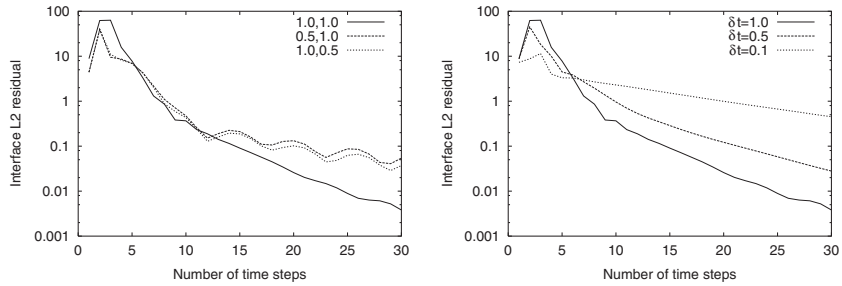 100
10
1
0.1
0.01
0.001
Interface L2 residual
0 5 10 15 20 25 30
Number of time steps
1.0,1.0
0.5,1.0
1.0,0.5
100
10
1
0.1
0.01
0.001
Interface L2 residual
0 5 10 15 20 25 30
Number of time steps
δt=1.0
δt=0.5
δt=0.1